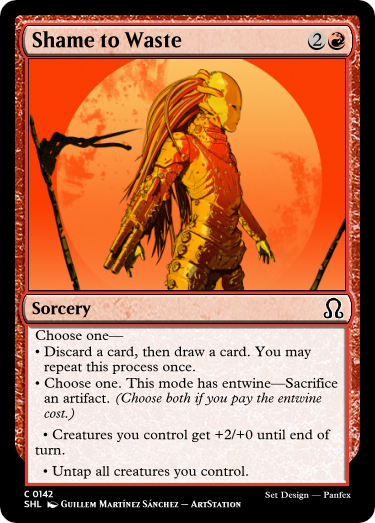 Shame to Waste
2
Sorcery
Choose one—
• Discard a card, then draw a card. You may
repeat this process once.
• Choose one. This mode has entwine—Sacrifice
an artifact. (Choose both if you pay the entwine
cost.)
• Creatures you control get +2/+0 until end of
turn.
• Untap all creatures you control.
C 0142
SHL Guillem Martínez Sánchez — ArtStation
Set Design — Panfex